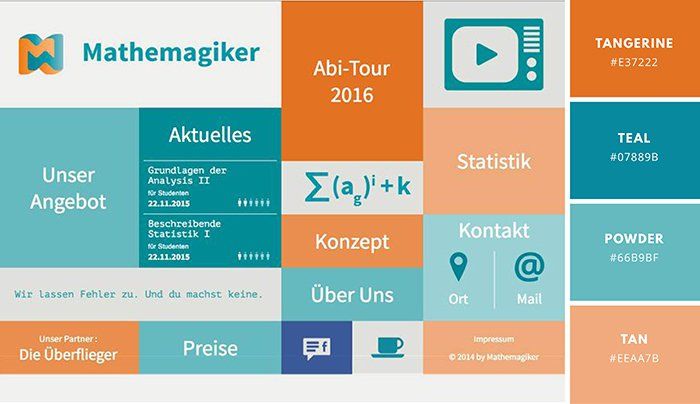 Mathemagiker
Abi-Tour
2016
Unser
Angebot
Aktuelles
Grundlagen der
Analysis II
für Studenten
22.11.2015
Beschreibende
Statistik I
für Studenten
22.11.2015
∑(a_g)^i + k
Statistik
Konzept
Kontakt
Ort
@
Mail
Wir lassen Fehler zu. Und du machst keine.
Über Uns
Unser Partner :
Die Überflieger
Preise
f
Impressum
© 2014 by Mathemagiker
TANGERINE
#E37222
TEAL
#07889B
POWDER
#66B9BF
TAN
#EEAA7B